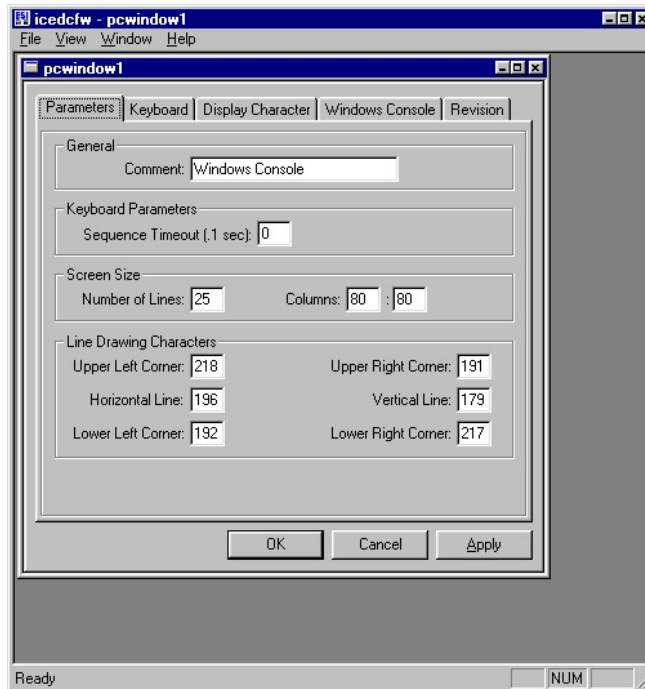 icedcfw - pcwindow1
File View Window Help
pcwindow1
Parameters Keyboard Display Character Windows Console Revision
General
Comment: Windows Console
Keyboard Parameters
Sequence Timeout (.1 sec): 0
Screen Size
Number of Lines: 25 Columns: 80 : 80
Line Drawing Characters
Upper Left Corner: 218 Upper Right Corner: 191
Horizontal Line: 196 Vertical Line: 179
Lower Left Corner: 192 Lower Right Corner: 217
OK Cancel Apply
Ready NUM